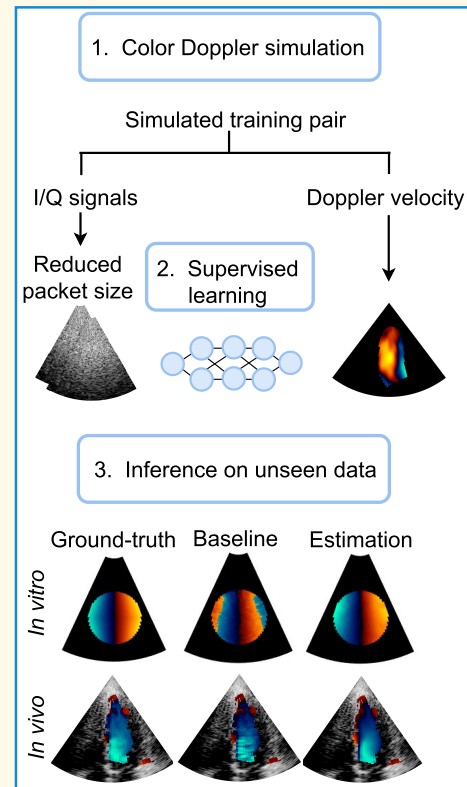 1. Color Doppler simulation
Simulated training pair
I/Q signals
Doppler velocity
Reduced
packet size
2. Supervised
learning
3. Inference on unseen data
Ground-truth Baseline Estimation
In vitro
In vivo